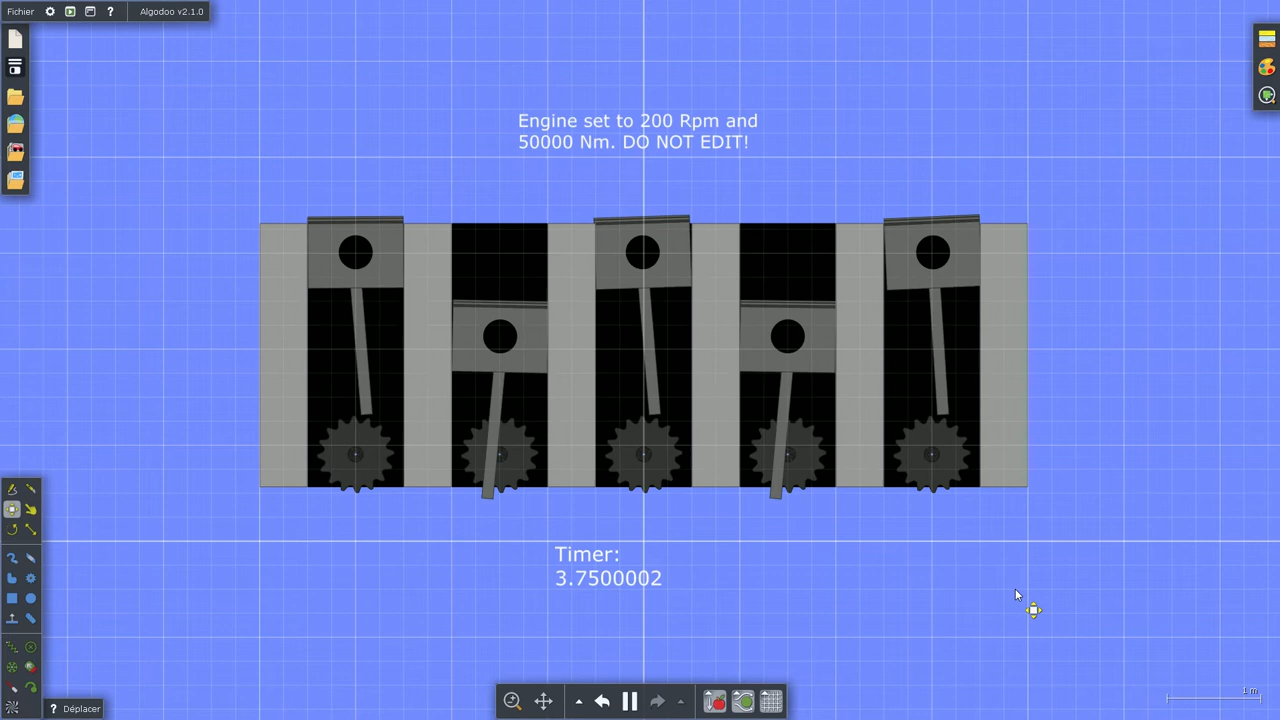 Fichier
?
Algodoo v2.1.0
Engine set to 200 Rpm and
50000 Nm. DO NOT EDIT!
Timer:
3.7500002
? Déplacer
1 m